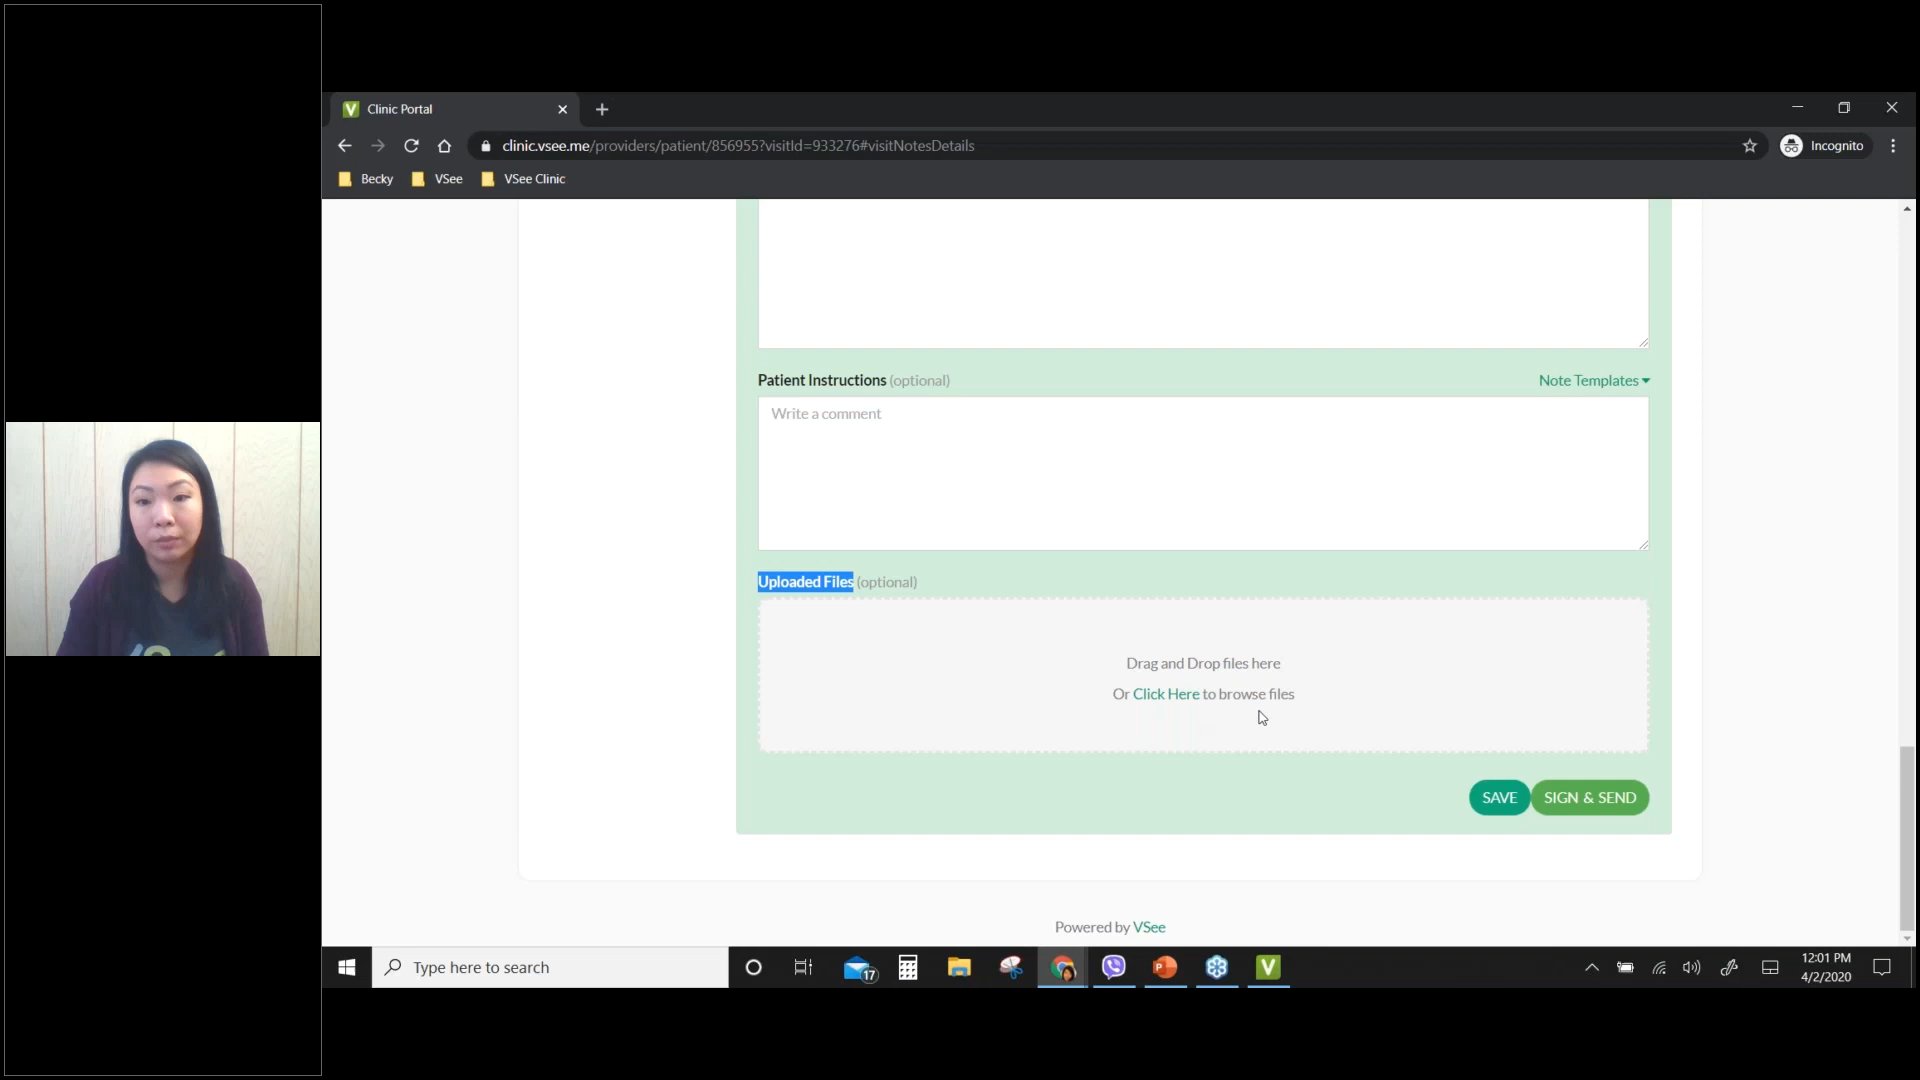 Clinic Portal
clinic.vsee.me/providers/patient/856955?visitId=933276#visitNotesDetails
Incognito
Becky
VSee
VSee Clinic
Patient Instructions (optional)
Note Templates
Write a comment
Uploaded Files (optional)
Drag and Drop files here
Or Click Here to browse files
SAVE
SIGN & SEND
Powered by VSee
Type here to search
17
12:01 PM
4/2/2020